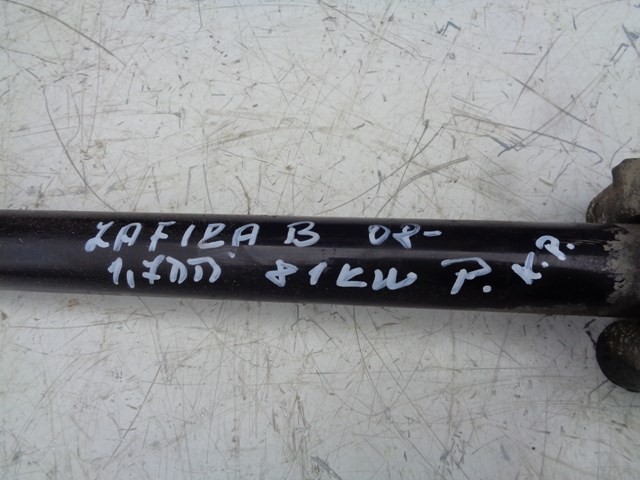 ZAFIRA B 08-
1,7DTI 81KW P. K.P.